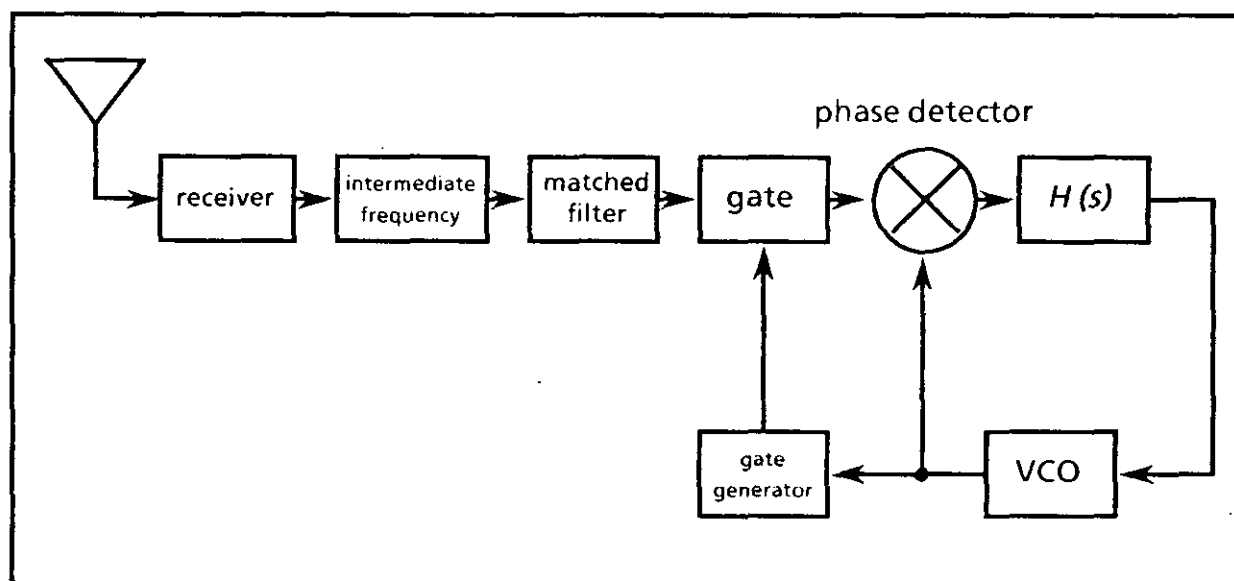 phase detector
receiver
intermediate
frequency
matched
filter
gate
H (s)
gate
generator
VCO